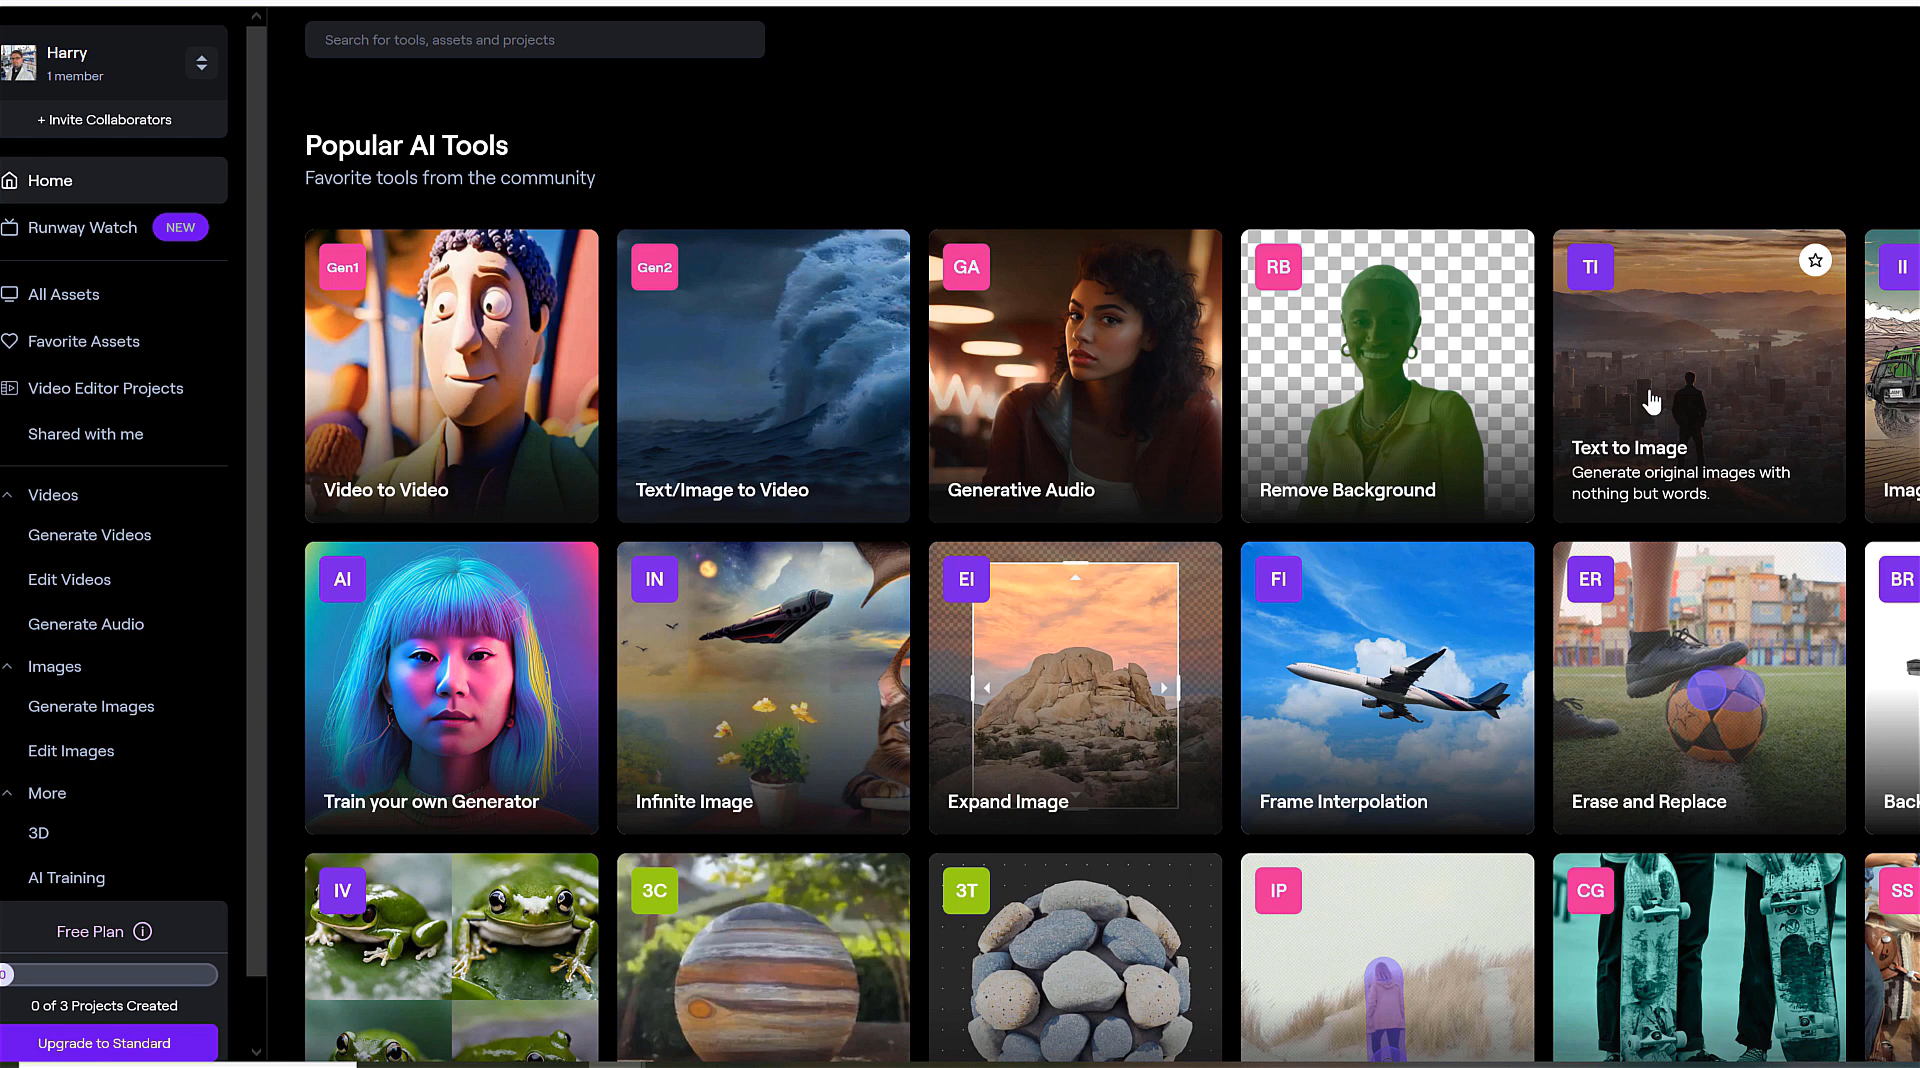 Harry
1 member
+ Invite Collaborators
Home
Runway Watch NEW
All Assets
Favorite Assets
Video Editor Projects
Shared with me
Videos
Generate Videos
Edit Videos
Generate Audio
Images
Generate Images
Edit Images
More
3D
AI Training
Free Plan
0
0 of 3 Projects Created
Upgrade to Standard
Search for tools, assets and projects
Popular AI Tools
Favorite tools from the community
Gen1
Video to Video
Gen2
Text/Image to Video
GA
Generative Audio
RB
Remove Background
TI
Text to Image
Generate original images with
nothing but words.
II
Imag
AI
Train your own Generator
IN
Infinite Image
EI
Expand Image
FI
Frame Interpolation
ER
Erase and Replace
BR
Back
IV
3C
3T
IP
CG
SS